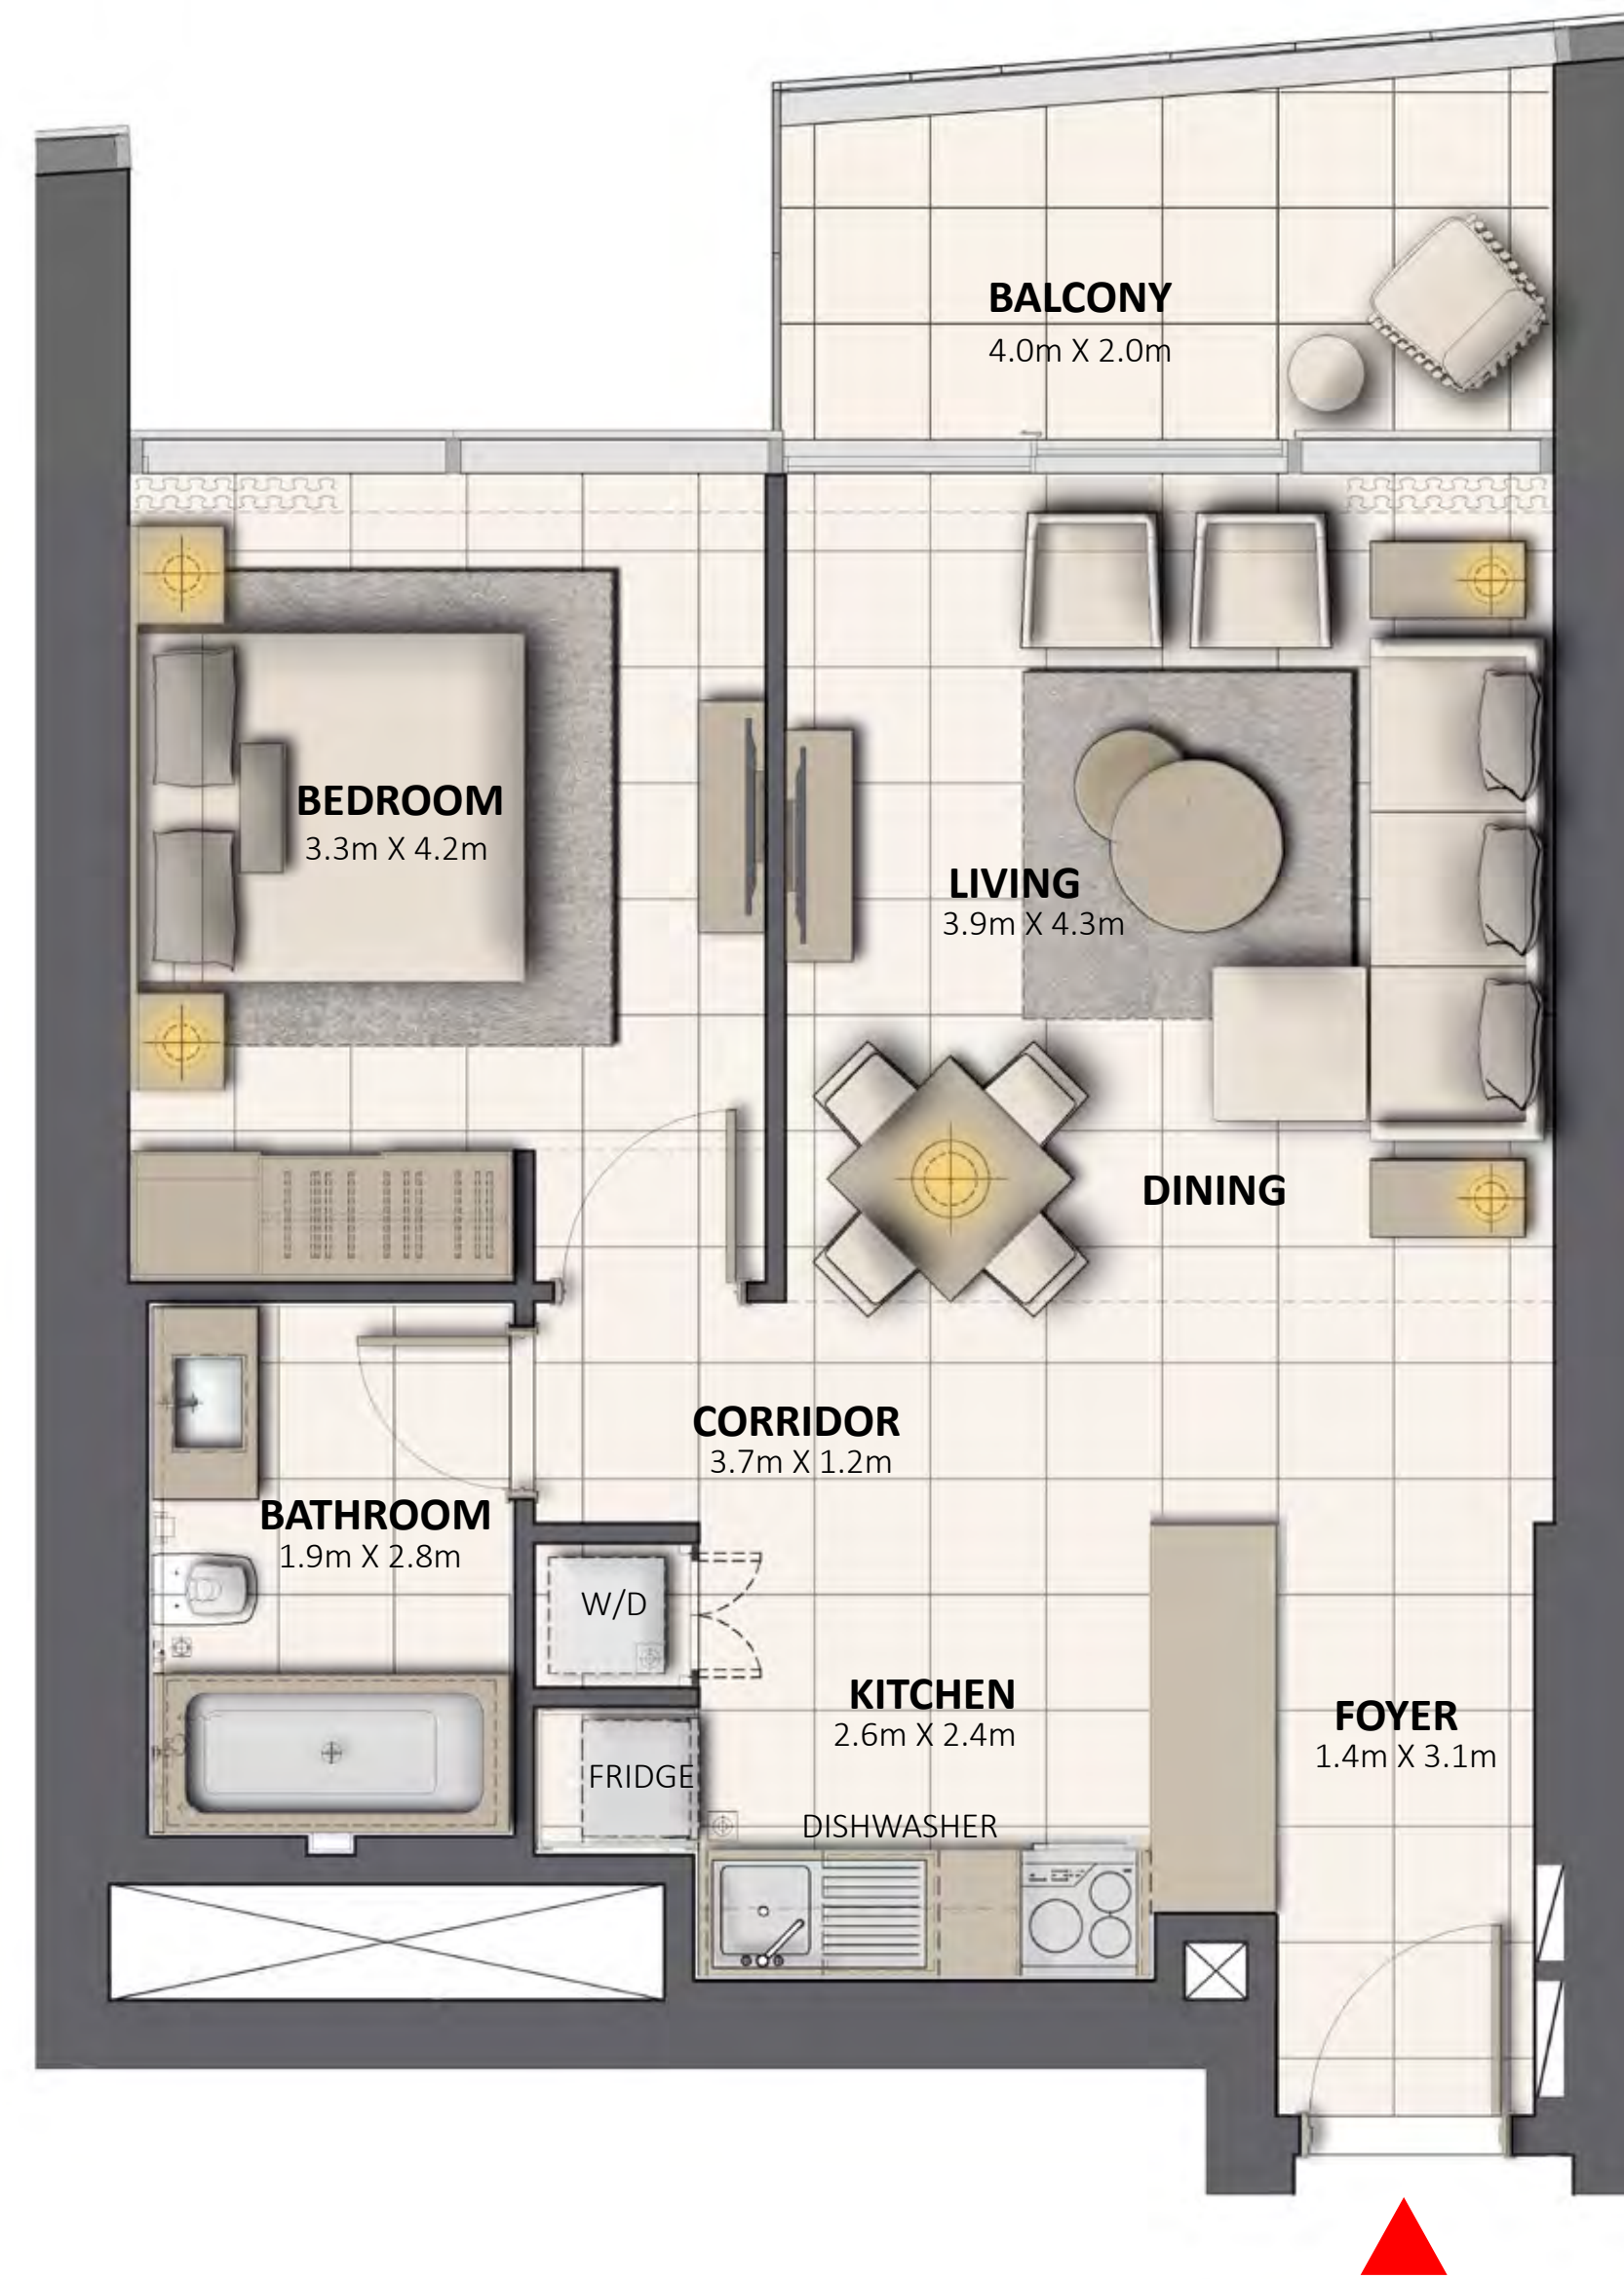 BALCONY
4.0m X 2.0m
BEDROOM
3.3m X 4.2m
LIVING
3.9m X 4.3m
DINING
CORRIDOR
3.7m X 1.2m
BATHROOM
1.9m X 2.8m
W/D
KITCHEN
2.6m X 2.4m
FOYER
1.4m X 3.1m
FRIDGE
DISHWASHER